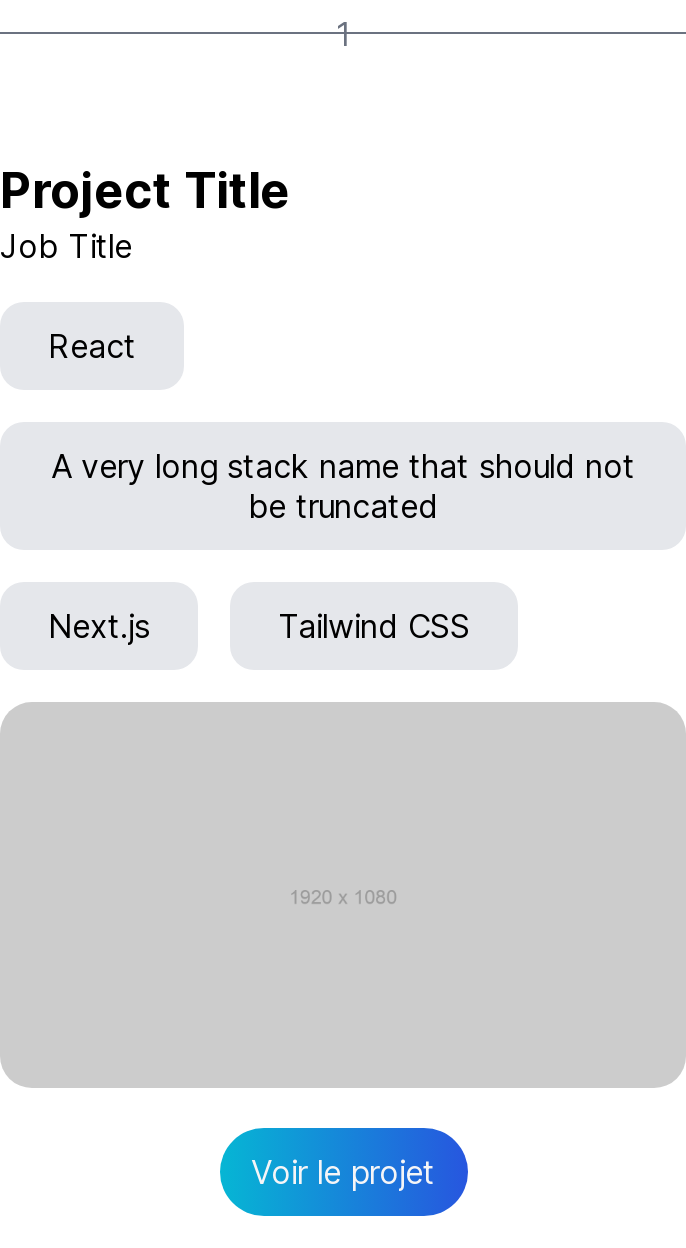 1
Project Title
Job Title
React
A very long stack name that should not
be truncated
Next.js
Tailwind CSS
1920 x 1080
Voir le projet